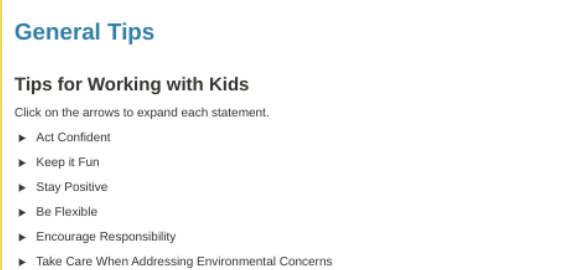 General Tips
Tips for Working with Kids
Click on the arrows to expand each statement.
► Act Confident
► Keep it Fun
► Stay Positive
► Be Flexible
► Encourage Responsibility
► Take Care When Addressing Environmental Concerns